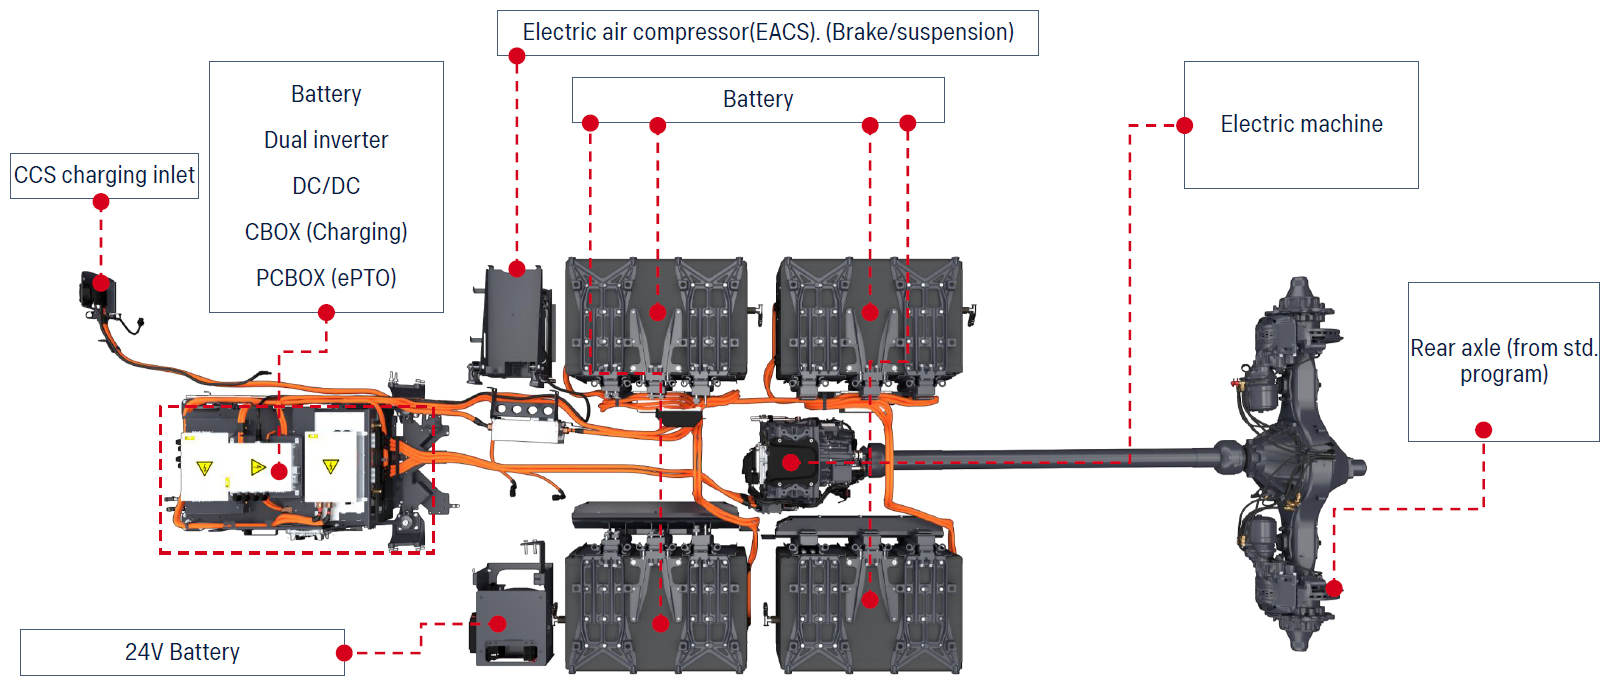 Electric air compressor(EACS). (Brake/suspension)
Battery
Dual inverter
DC/DC
CBOX (Charging)
PCBOX (ePTO)
Battery
Electric machine
CCS charging inlet
Rear axle (from std.
program)
24V Battery